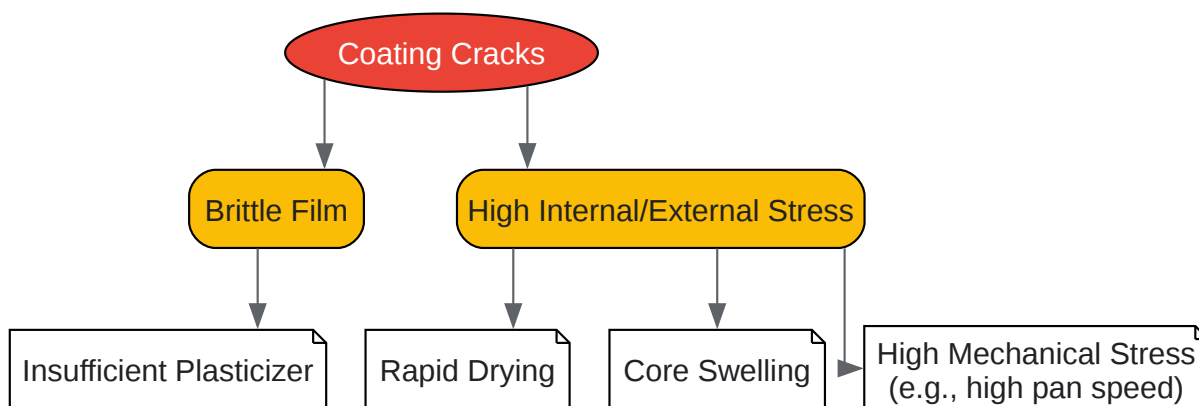 Coating Cracks
Brittle Film
High Internal/External Stress
Insufficient Plasticizer
Rapid Drying
Core Swelling
High Mechanical Stress
(e.g., high pan speed)